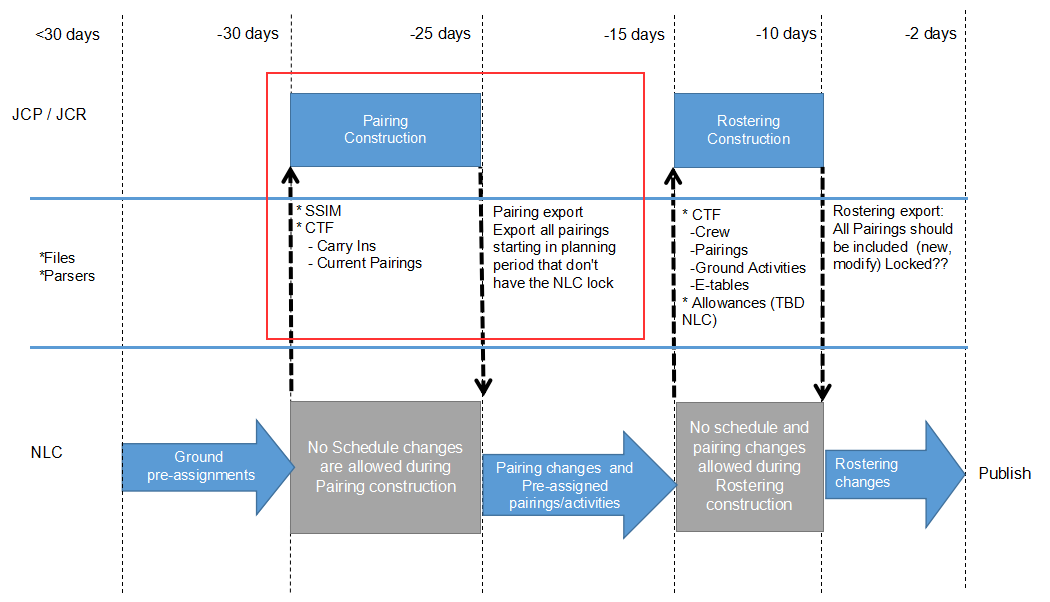 <30 days
-30 days
-25 days
-15 days
-10 days
-2 days
JCP / JCR
Pairing
Construction
Rostering
Construction
*Files
*Parsers
* SSIM
* CTF
- Carry Ins
- Current Pairings
Pairing export
Export all pairings
starting in planning
period that don't
have the NLC lock
* CTF
-Crew
-Pairings
-Ground Activities
-E-tables
* Allowances (TBD
NLC)
Rostering export:
All Pairings should
be included (new,
modify) Locked??
NLC
Ground
pre-assignments
No Schedule changes
are allowed during
Pairing construction
Pairing changes and
Pre-assigned
pairings/activities
No schedule and
pairing changes
allowed during
Rostering
construction
Rostering
changes
Publish